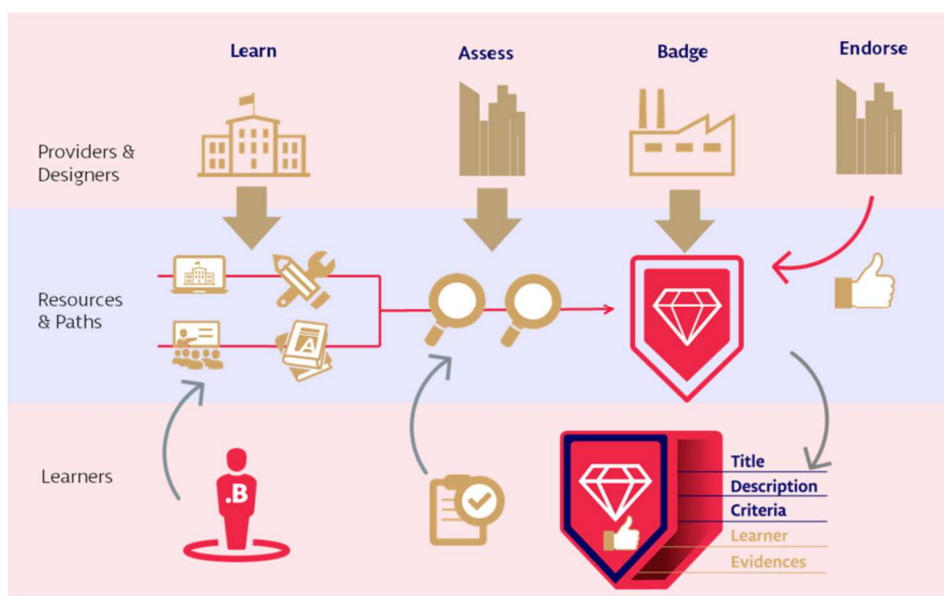 Learn
Assess
Badge
Endorse
Providers &
Designers
Resources
& Paths
A
Learners
.B
Title
Description
Criteria
Learner
Evidences